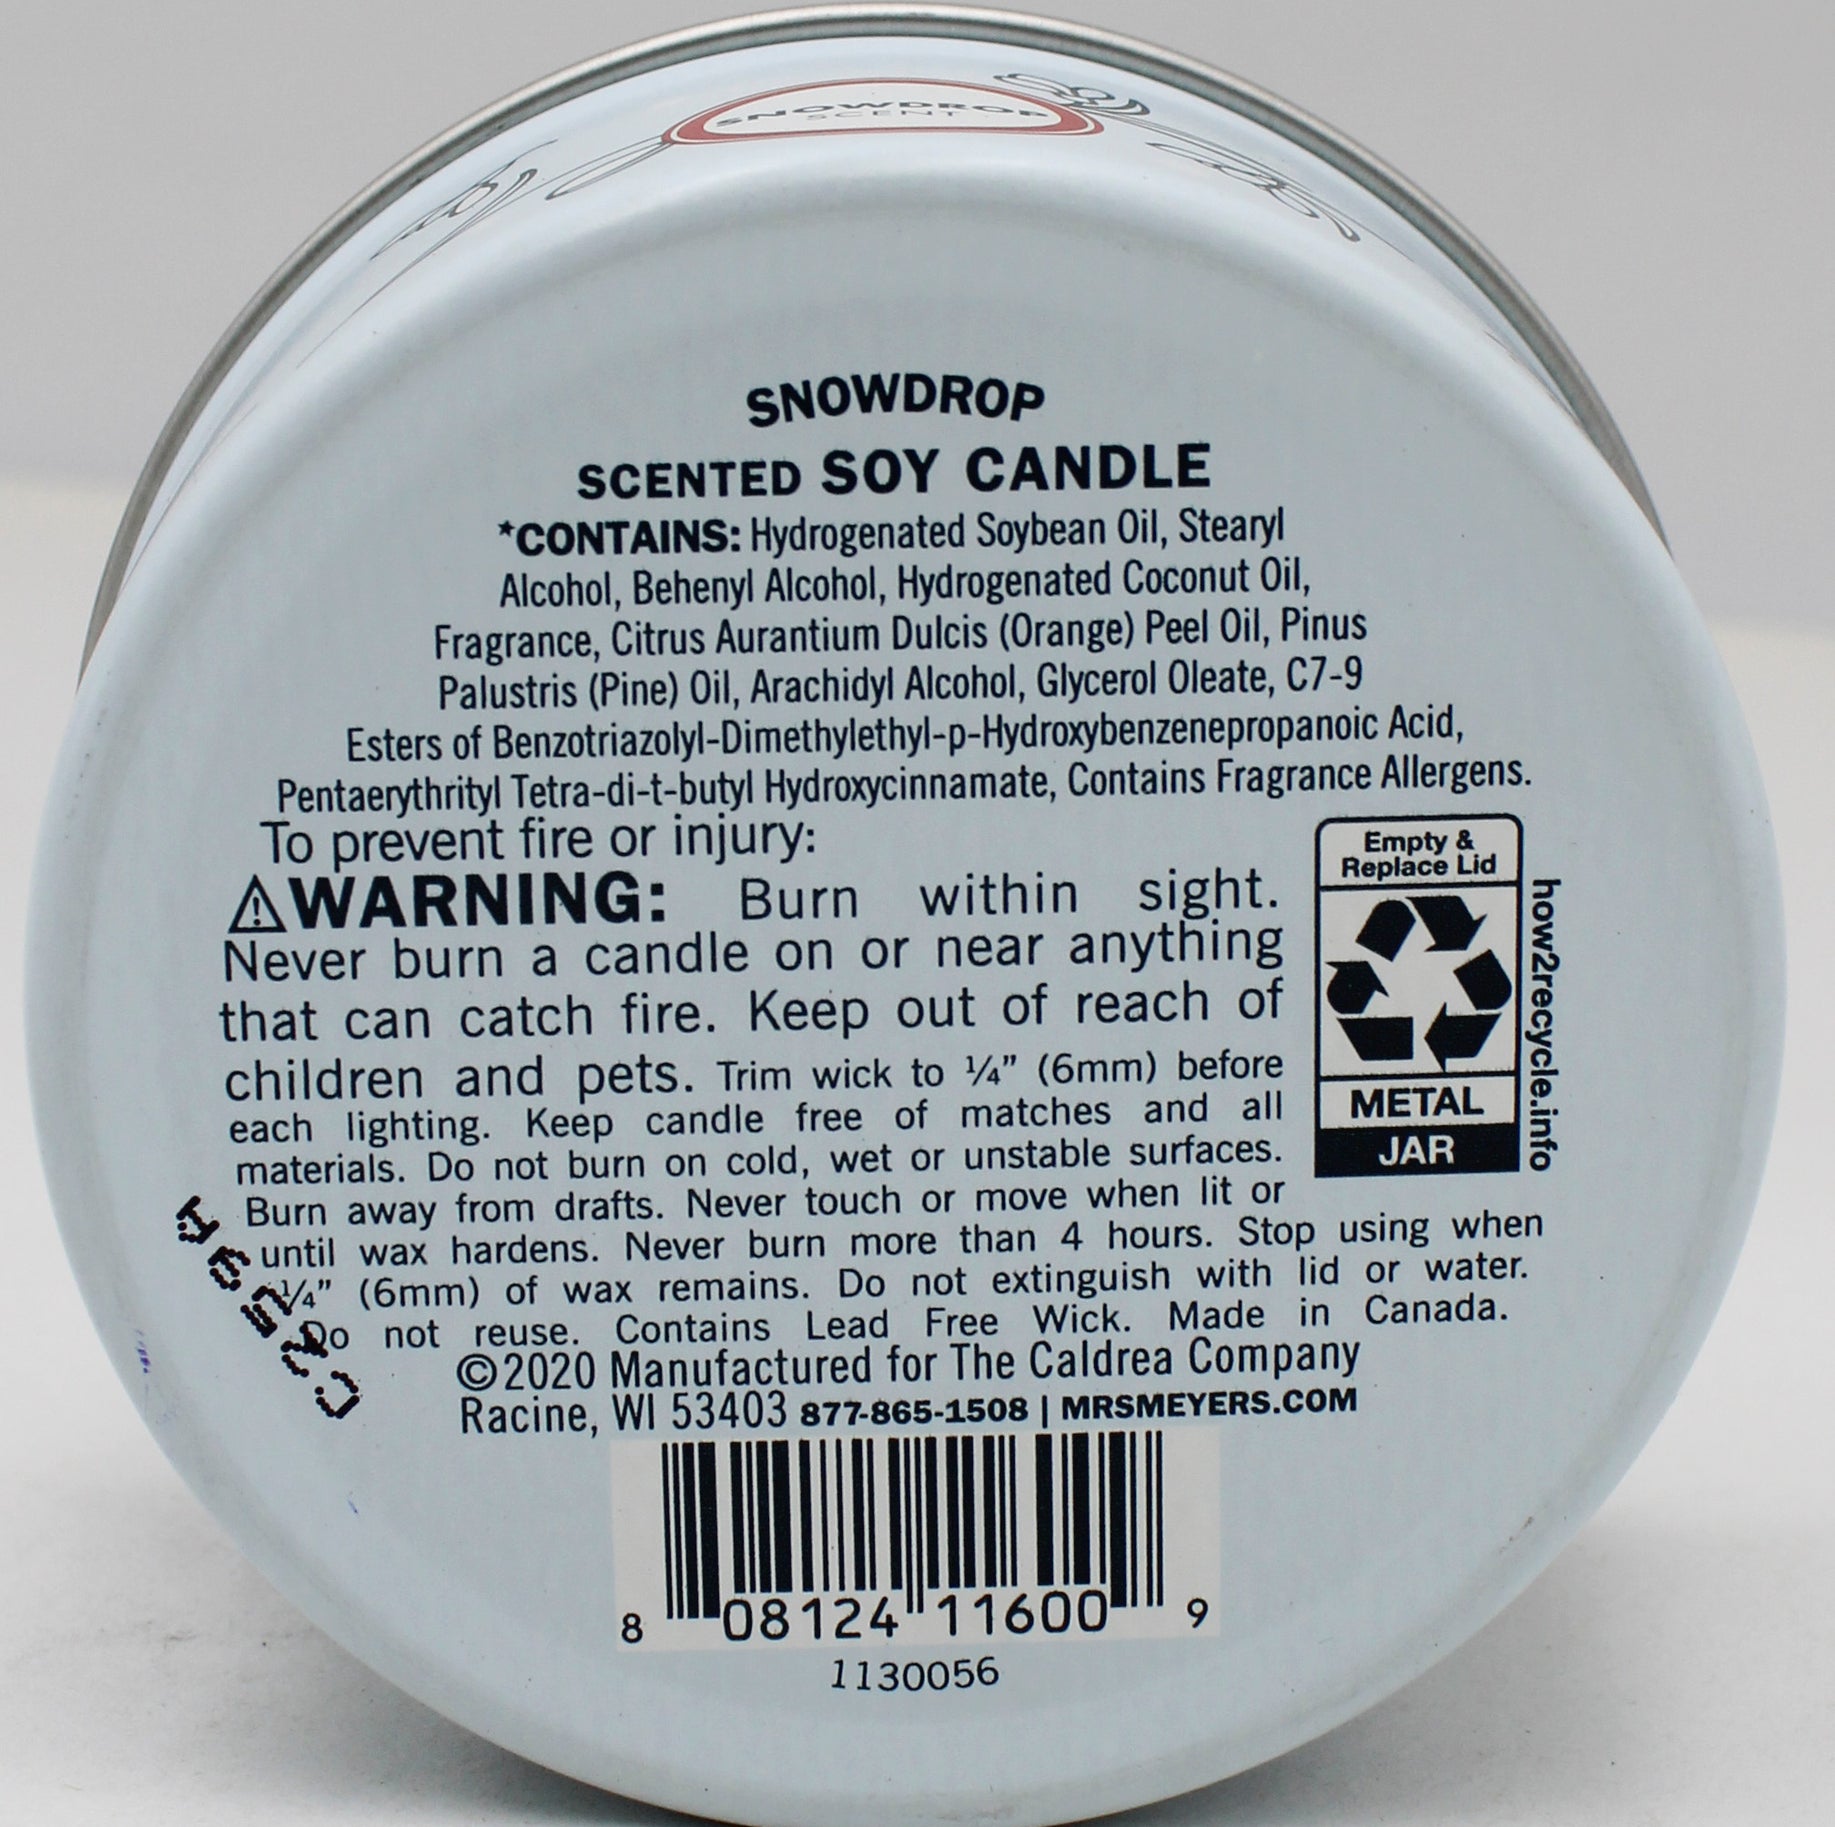 SNOWDROP
SCENT
SNOWDROP
SCENTED SOY CANDLE
*CONTAINS: Hydrogenated Soybean Oil, Stearyl
Alcohol, Behenyl Alcohol, Hydrogenated Coconut Oil,
Fragrance, Citrus Aurantium Dulcis (Orange) Peel Oil, Pinus
Palustris (Pine) Oil, Arachidyl Alcohol, Glycerol Oleate, C7-9
Esters of Benzotriazolyl-Dimethylethyl-p-Hydroxybenzenepropanoic Acid,
Pentaerythrityl Tetra-di-t-butyl Hydroxycinnamate, Contains Fragrance Allergens.
To prevent fire or injury:
⚠WARNING: Burn within sight.
Never burn a candle on or near anything
that can catch fire. Keep out of reach of
children and pets. Trim wick to ¼” (6mm) before
each lighting. Keep candle free of matches and all
materials. Do not burn on cold, wet or unstable surfaces.
Burn away from drafts. Never touch or move when lit or
until wax hardens. Never burn more than 4 hours. Stop using when
¼” (6mm) of wax remains. Do not extinguish with lid or water.
Do not reuse. Contains Lead Free Wick. Made in Canada.
©2020 Manufactured for The Caldrea Company
Racine, WI 53403 877-865-1508 | MRSMEYERS.COM
Empty &
Replace Lid
METAL
JAR
how2recycle.info
8 08124 11600 9
1130056